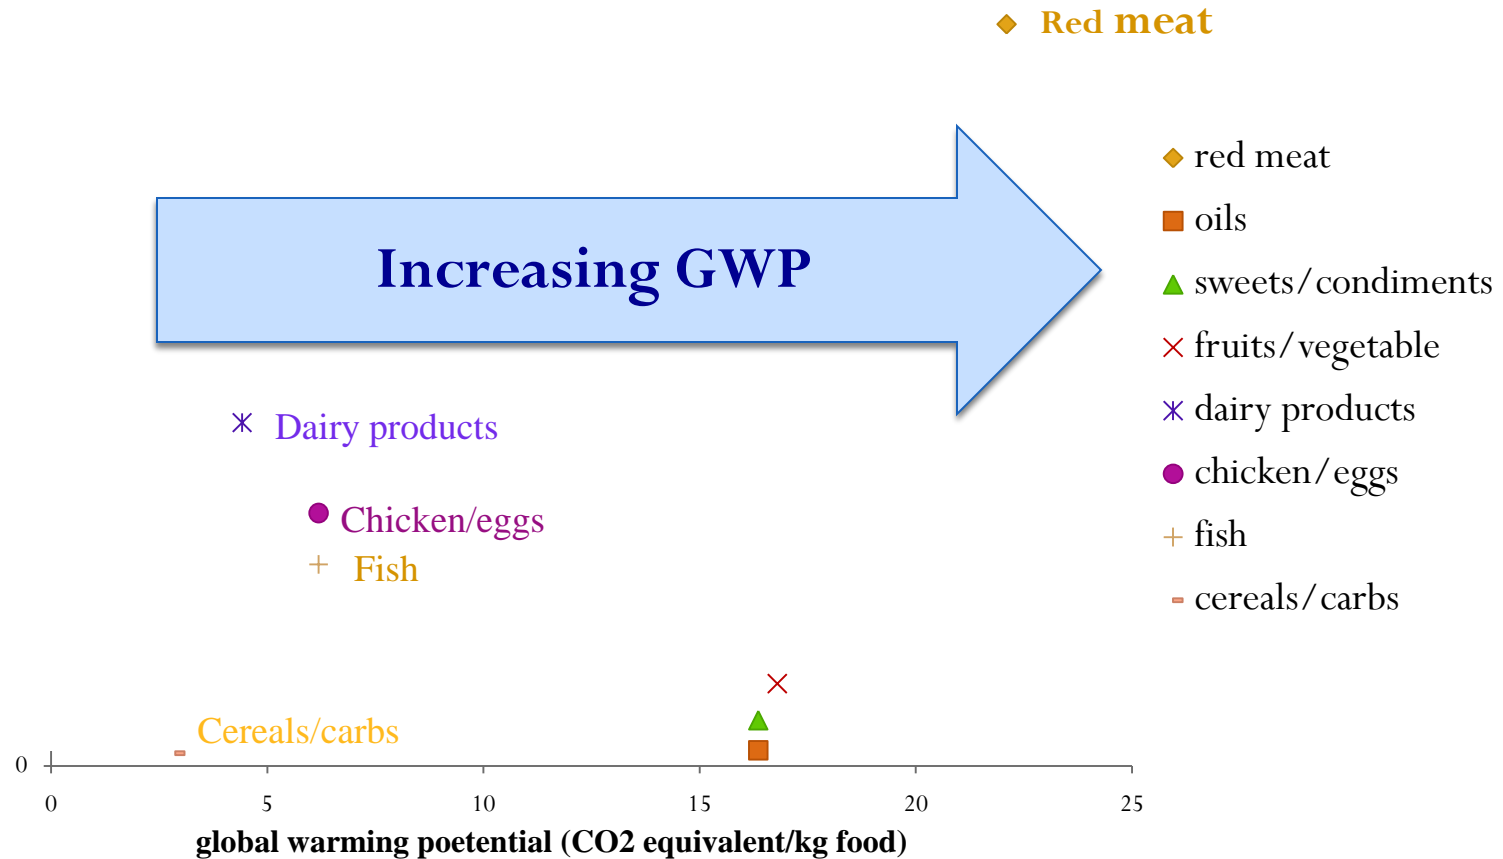 Red meat
red meat
oils
Increasing GWP
sweets/condiments
fruits/vegetable
dairy products
Dairy products
chicken/eggs
Chicken/eggs
fish
Fish
cereals/carbs
Cereals/carbs
0
0 5 10 15 20 25
global warming poetential (CO2 equivalent/kg food)